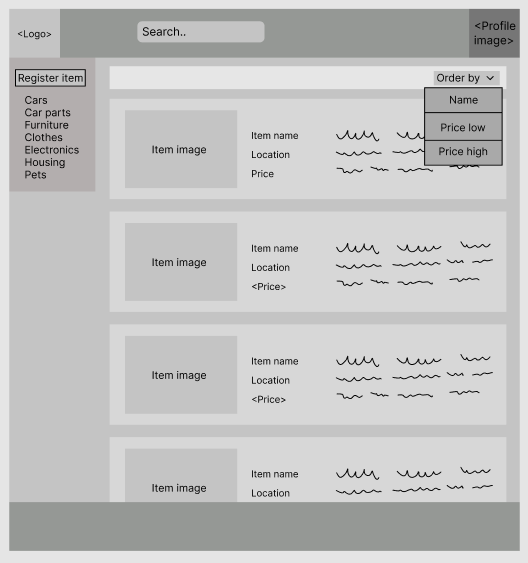 <Logo>
Search..
<Profile
image>
Register item
Cars
Car parts
Furniture
Clothes
Electronics
Housing
Pets
Order by
Name
Price low
Price high
Item image
Item name
Location
Price
Item image
Item name
Location
<Price>
Item image
Item name
Location
<Price>
Item image
Item name
Location